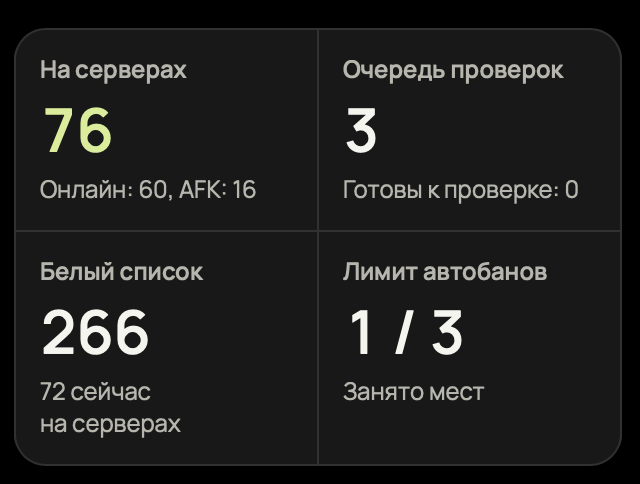 На серверах
76
Онлайн: 60, AFK: 16
Очередь проверок
3
Готовы к проверке: 0
Белый список
266
72 сейчас
на серверах
Лимит автобанов
1 / 3
Занято мест